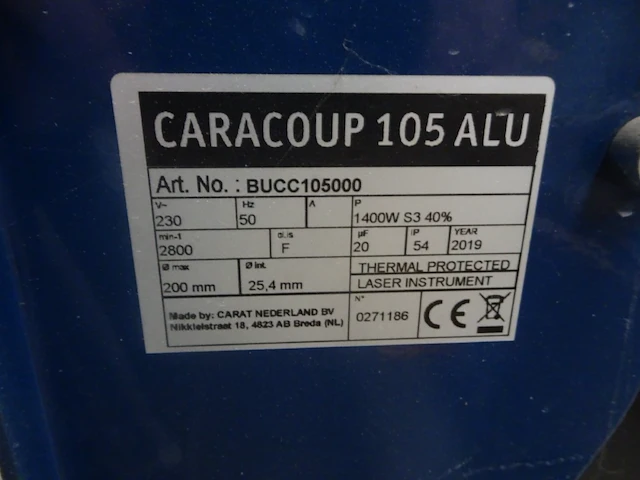 CARACOUP 105 ALU
Art. No. : BUCC105000
V~ Hz A P
230 50 1400W S3 40%
min-1 cl.is µF IP YEAR
2800 F 20 54 2019
Ø max Ø int. THERMAL PROTECTED
200 mm 25,4 mm LASER INSTRUMENT
Made by: CARAT NEDERLAND BV N° 0271186 CE
Nikkelstraat 18, 4823 AB Breda (NL)